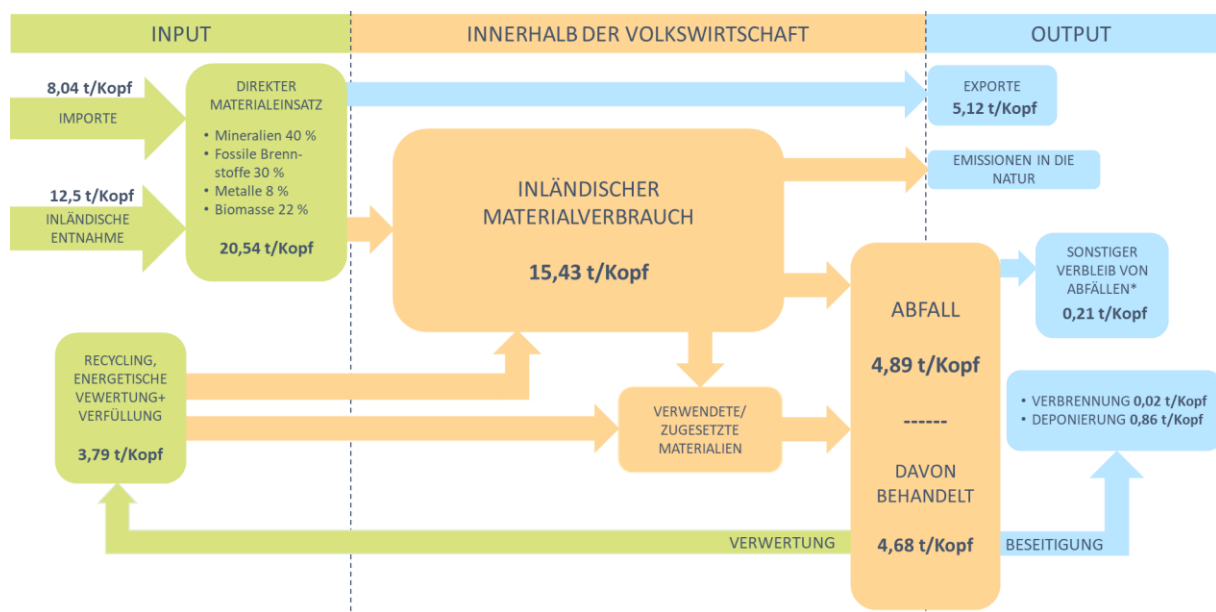 INPUT
INNERHALB DER VOLKSWIRTSCHAFT
OUTPUT
8,04 t/Kopf
IMPORTE
12,5 t/Kopf
INLÄNDISCHE
ENTNAHME
DIREKTER
MATERIALEINSATZ
• Mineralien 40 %
• Fossile Brenn-
stoffe 30 %
• Metalle 8 %
• Biomasse 22 %
20,54 t/Kopf
INLÄNDISCHER
MATERIALVERBRAUCH
15,43 t/Kopf
EXPORTE
5,12 t/Kopf
EMISSIONEN IN DIE
NATUR
SONSTIGER
VERBLEIB VON
ABFÄLLEN*
0,21 t/Kopf
RECYCLING,
ENERGETISCHE
VEWERTUNG+
VERFÜLLUNG
3,79 t/Kopf
VERWENDETE/
ZUGESETZTE
MATERIALIEN
ABFALL
4,89 t/Kopf
------
DAVON
BEHANDELT
4,68 t/Kopf
• VERBRENNUNG 0,02 t/Kopf
• DEPONIERUNG 0,86 t/Kopf
VERWERTUNG
BESEITIGUNG